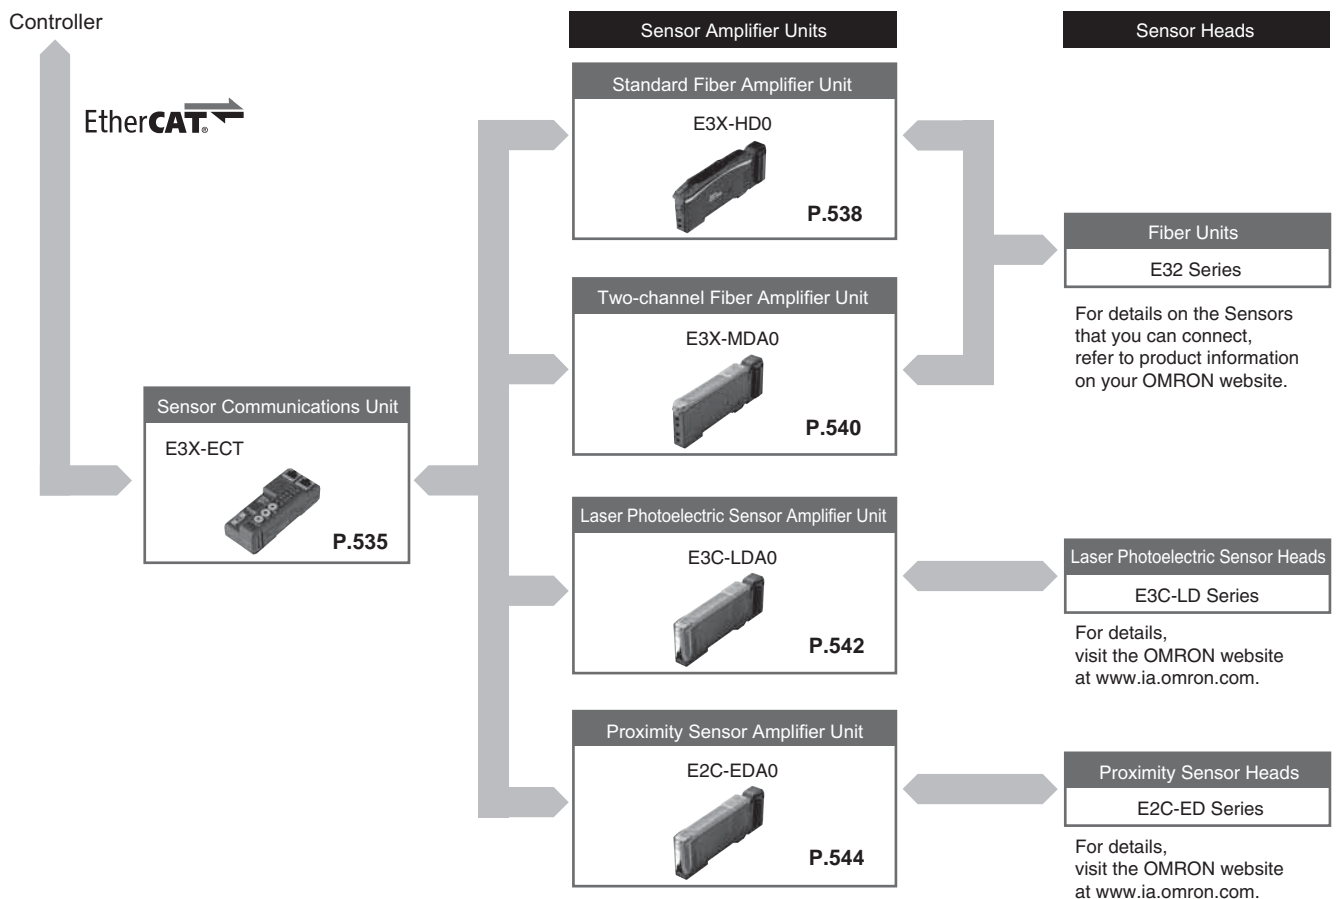 Controller
EtherCAT®
Sensor Communications Unit
E3X-ECT
P.535
Sensor Amplifier Units
Standard Fiber Amplifier Unit
E3X-HD0
P.538
Two-channel Fiber Amplifier Unit
E3X-MDA0
P.540
Laser Photoelectric Sensor Amplifier Unit
E3C-LDA0
P.542
Proximity Sensor Amplifier Unit
E2C-EDA0
P.544
Sensor Heads
Fiber Units
E32 Series
For details on the Sensors
that you can connect,
refer to product information
on your OMRON website.
Laser Photoelectric Sensor Heads
E3C-LD Series
For details,
visit the OMRON website
at www.ia.omron.com.
Proximity Sensor Heads
E2C-ED Series
For details,
visit the OMRON website
at www.ia.omron.com.